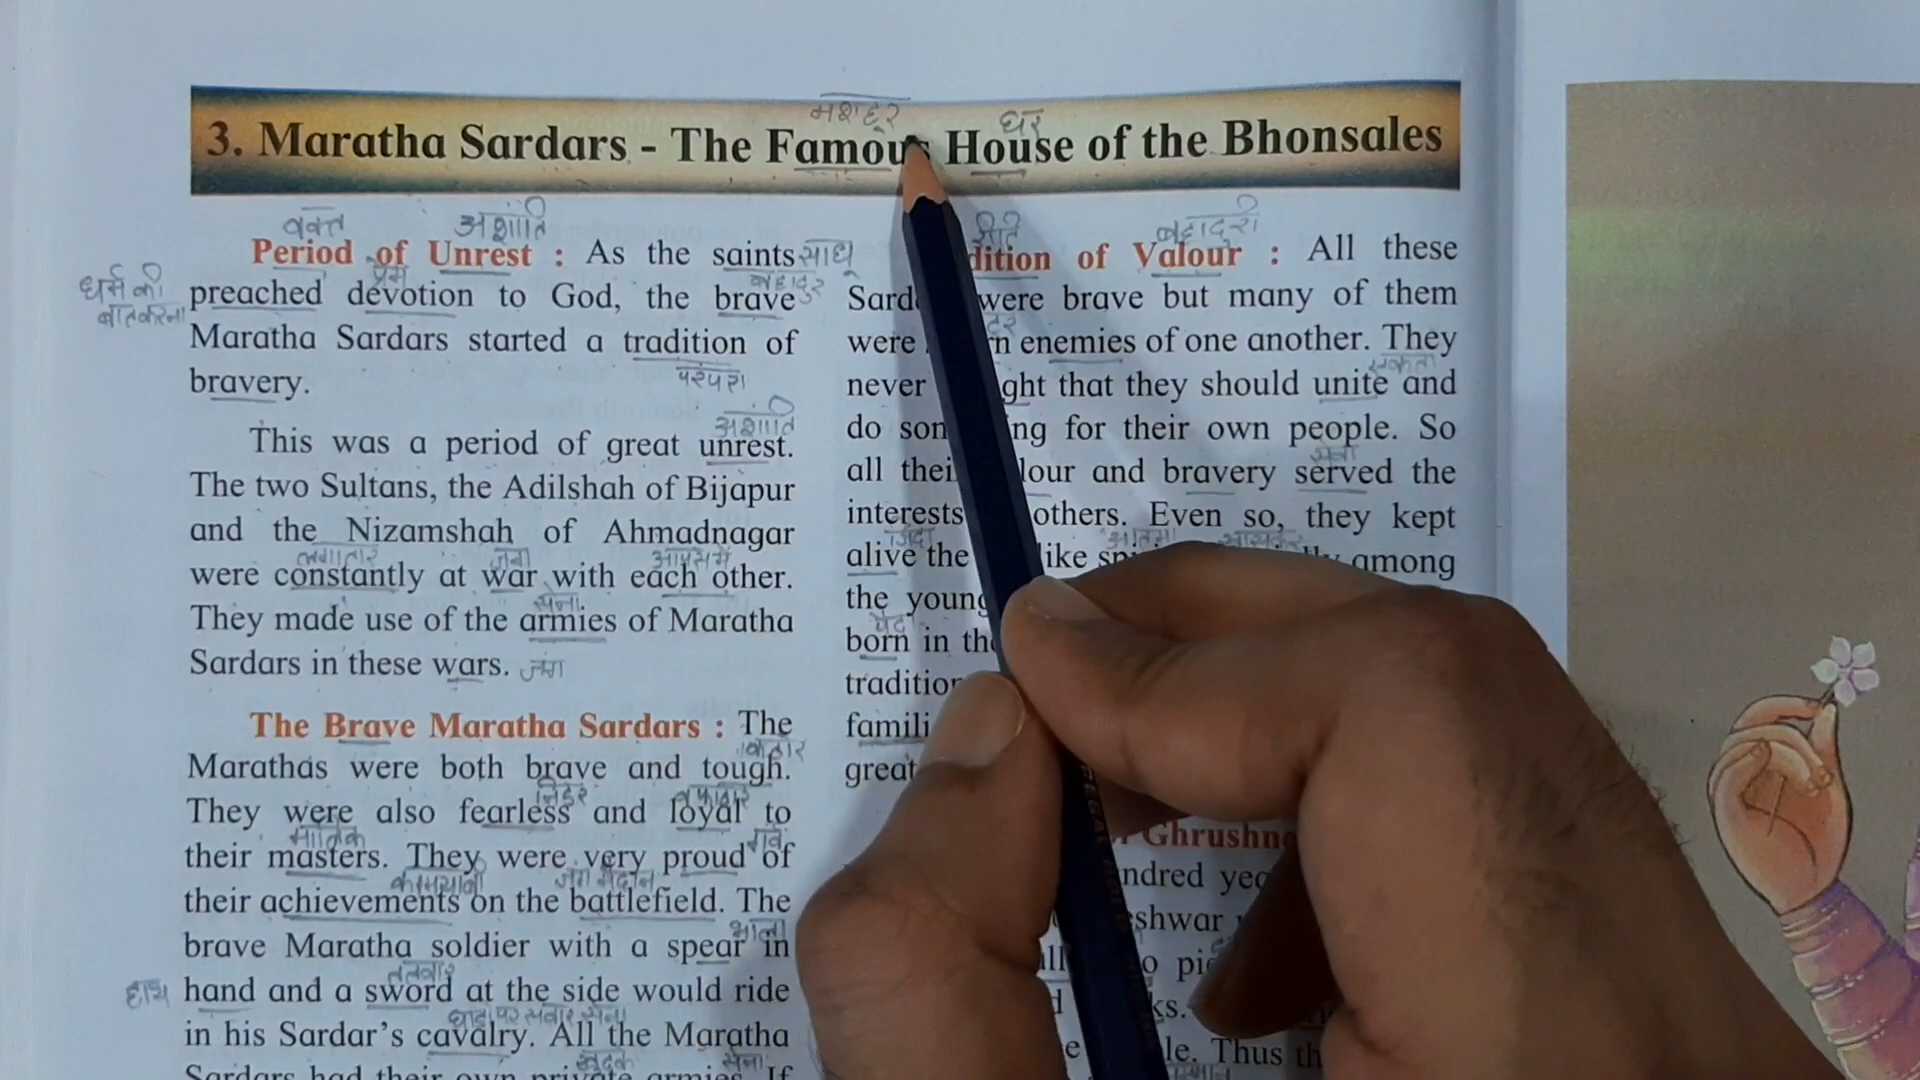 मशहूर घर
3. Maratha Sardars - The Famous House of the Bhonsales
वक्त अशांति
Period of Unrest : As the saints साधू
धर्म की प्रेम बहादुर
preached devotion to God, the brave
बात करना
Maratha Sardars started a tradition of
परंपरा
bravery.
अशांति
This was a period of great unrest.
The two Sultans, the Adilshah of Bijapur
and the Nizamshah of Ahmadnagar
लगातार जंग आपस में
were constantly at war with each other.
सेना
They made use of the armies of Maratha
Sardars in these wars. जंग
The Brave Maratha Sardars : The
Marathas were both brave and tough.
निडर वफादार
They were also fearless and loyal to
मालिक गर्व
their masters. They were very proud of
कामयाबी जंग मैदान
their achievements on the battlefield. The
भाला
brave Maratha soldier with a spear in
तलवार
हाथ hand and a sword at the side would ride
in his Sardar's cavalry. All the Maratha
सेना
Sardars had their own private armies. If
बहादुरी
dition of Valour : All these
Sard were brave but many of them
were enemies of one another. They
never ght that they should unite and
do som ing for their own people. So
all thei lour and bravery served the
interests others. Even so, they kept
जिंदा आत्मा
alive the like among
the young
born in the
tradition
famili
great
Ghrushn
ndred yea
shwar
pie
ks.
le. Thus th